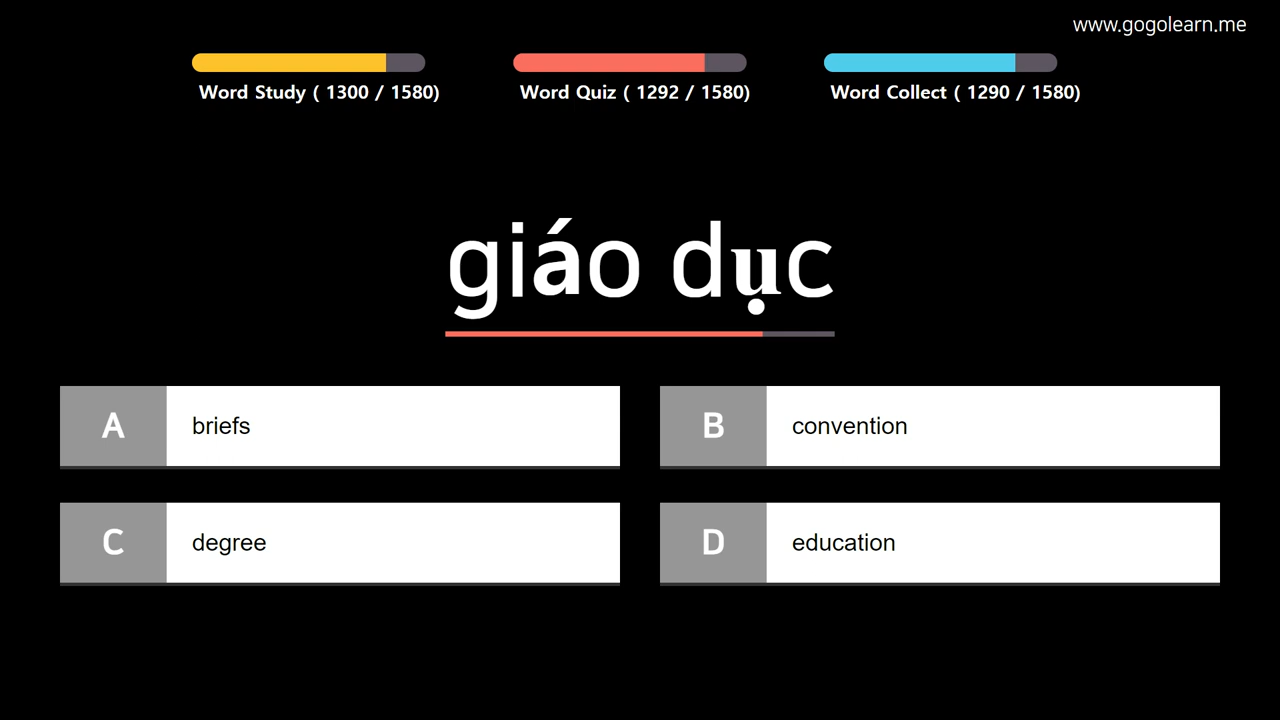 www.gogolearn.me
Word Study ( 1300 / 1580)
Word Quiz ( 1292 / 1580)
Word Collect ( 1290 / 1580)
giáo dục
A briefs
B convention
C degree
D education